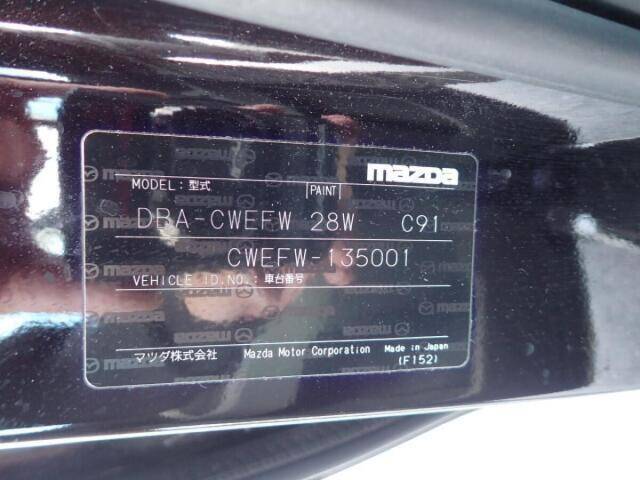 mazda
MODEL:型式 PAINT
DBA-CWEFW 28W C91
CWEFW-135001
VEHICLE ID.NO.:車台番号
マツダ株式会社 Mazda Motor Corporation Made in Japan
(F152)